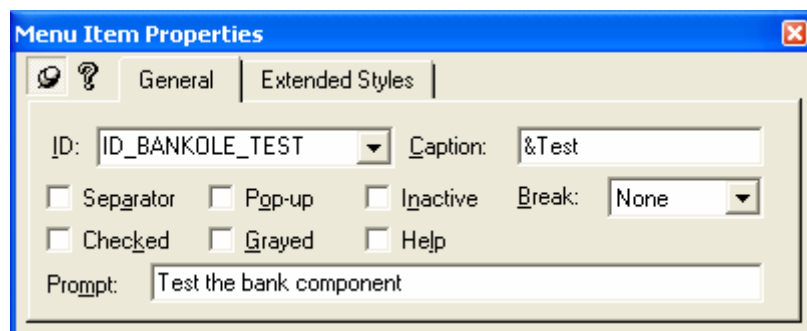 Menu Item Properties
General Extended Styles
ID: ID_BANKOLE_TEST Caption: &Test
Separator Pop-up Inactive Break: None
Checked Grayed Help
Prompt: Test the bank component